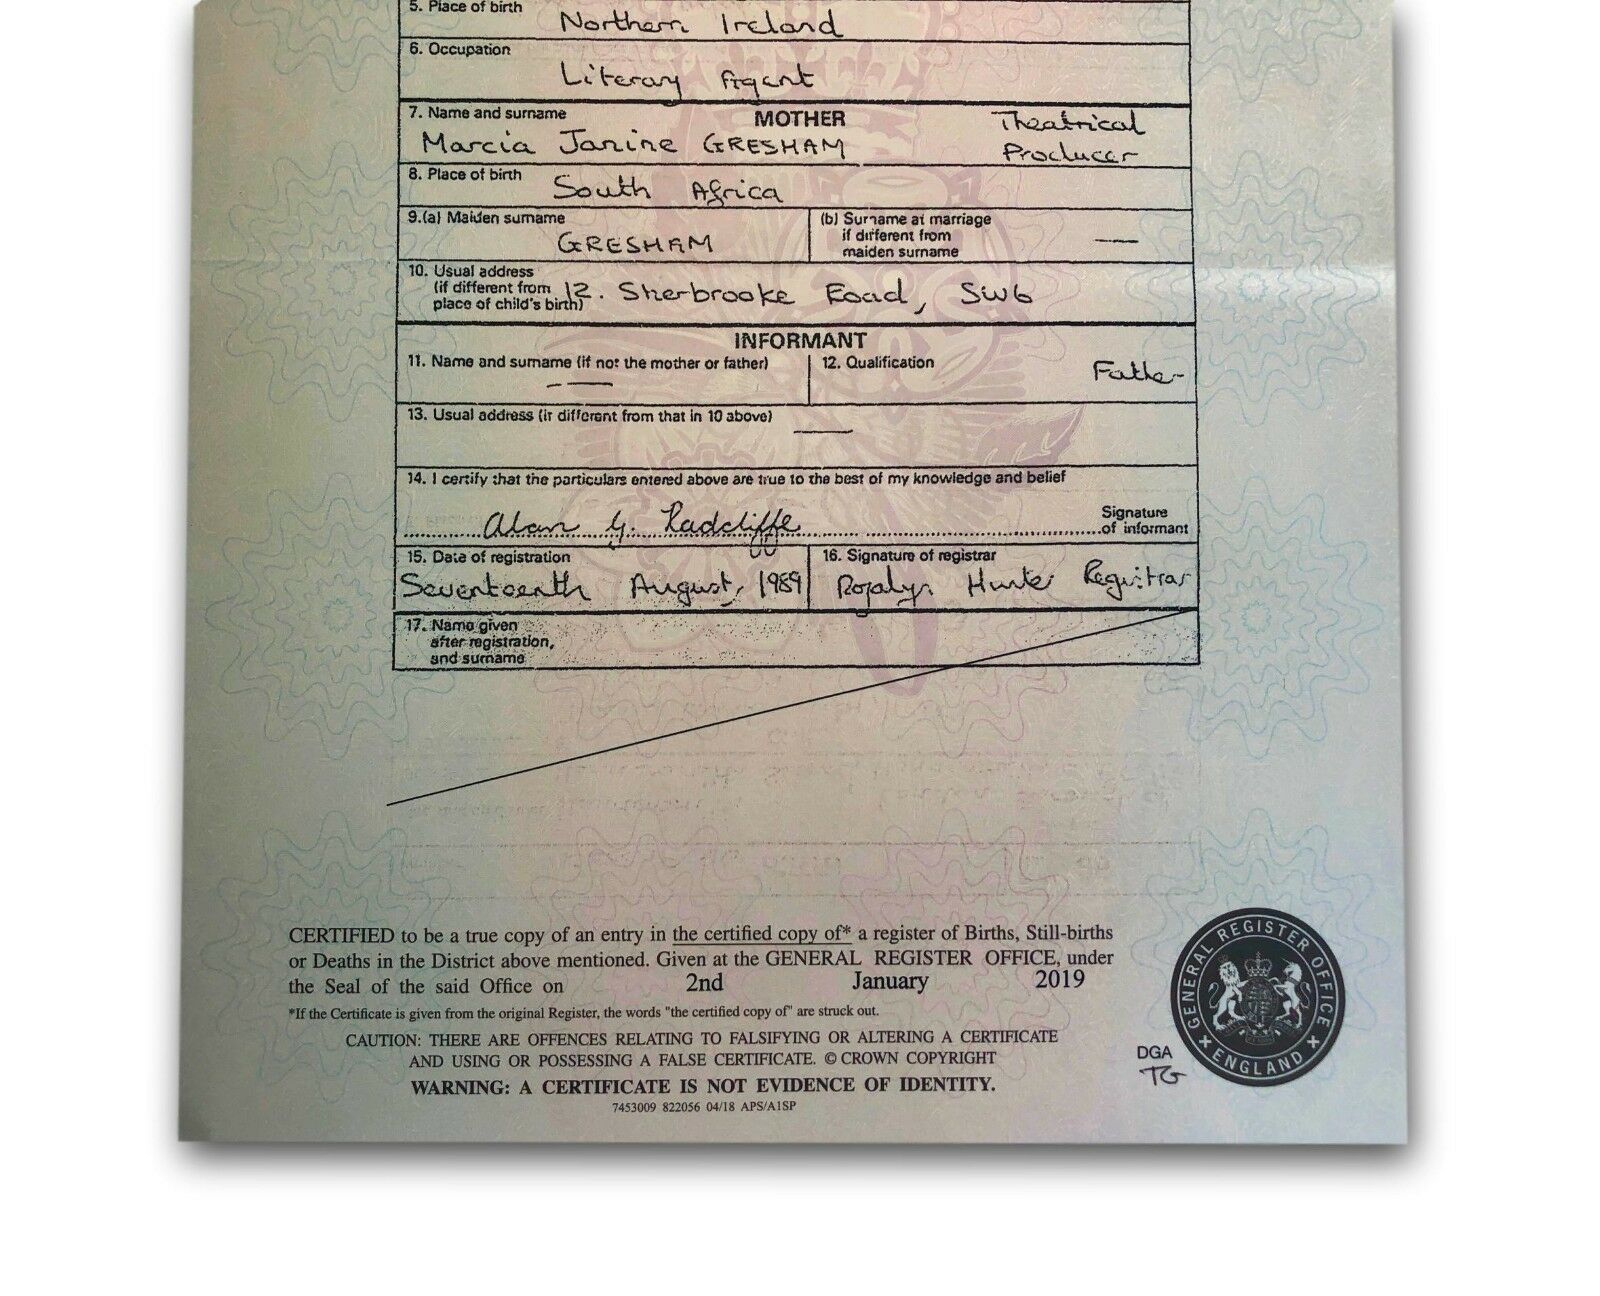 5. Place of birth
Northern Ireland
6. Occupation
Literary Agent
7. Name and surname
MOTHER
Marcia Janine GRESHAM
Theatrical
Producer
8. Place of birth
South Africa
9.(a) Maiden surname
GRESHAM
(b) Surname at marriage
if different from
maiden surname
—
10. Usual address
(if different from
place of child's birth)
12. Sherbrooke Road, SW6
INFORMANT
11. Name and surname (if not the mother or father)
—
12. Qualification
Father
13. Usual address (if different from that in 10 above)
—
14. I certify that the particulars entered above are true to the best of my knowledge and belief
Alan G. Radcliffe
Signature
of informant
15. Date of registration
Seventeenth August, 1989
16. Signature of registrar
Rozalyn Hunter Registrar
17. Name given
after registration,
and surname
CERTIFIED to be a true copy of an entry in the certified copy of* a register of Births, Still-births
or Deaths in the District above mentioned. Given at the GENERAL REGISTER OFFICE, under
the Seal of the said Office on 2nd January 2019
*If the Certificate is given from the original Register, the words "the certified copy of" are struck out.
CAUTION: THERE ARE OFFENCES RELATING TO FALSIFYING OR ALTERING A CERTIFICATE
AND USING OR POSSESSING A FALSE CERTIFICATE. © CROWN COPYRIGHT
WARNING: A CERTIFICATE IS NOT EVIDENCE OF IDENTITY.
7453009 822056 04/18 APS/A1SP
DGA
TG
GENERAL REGISTER OFFICE
ENGLAND